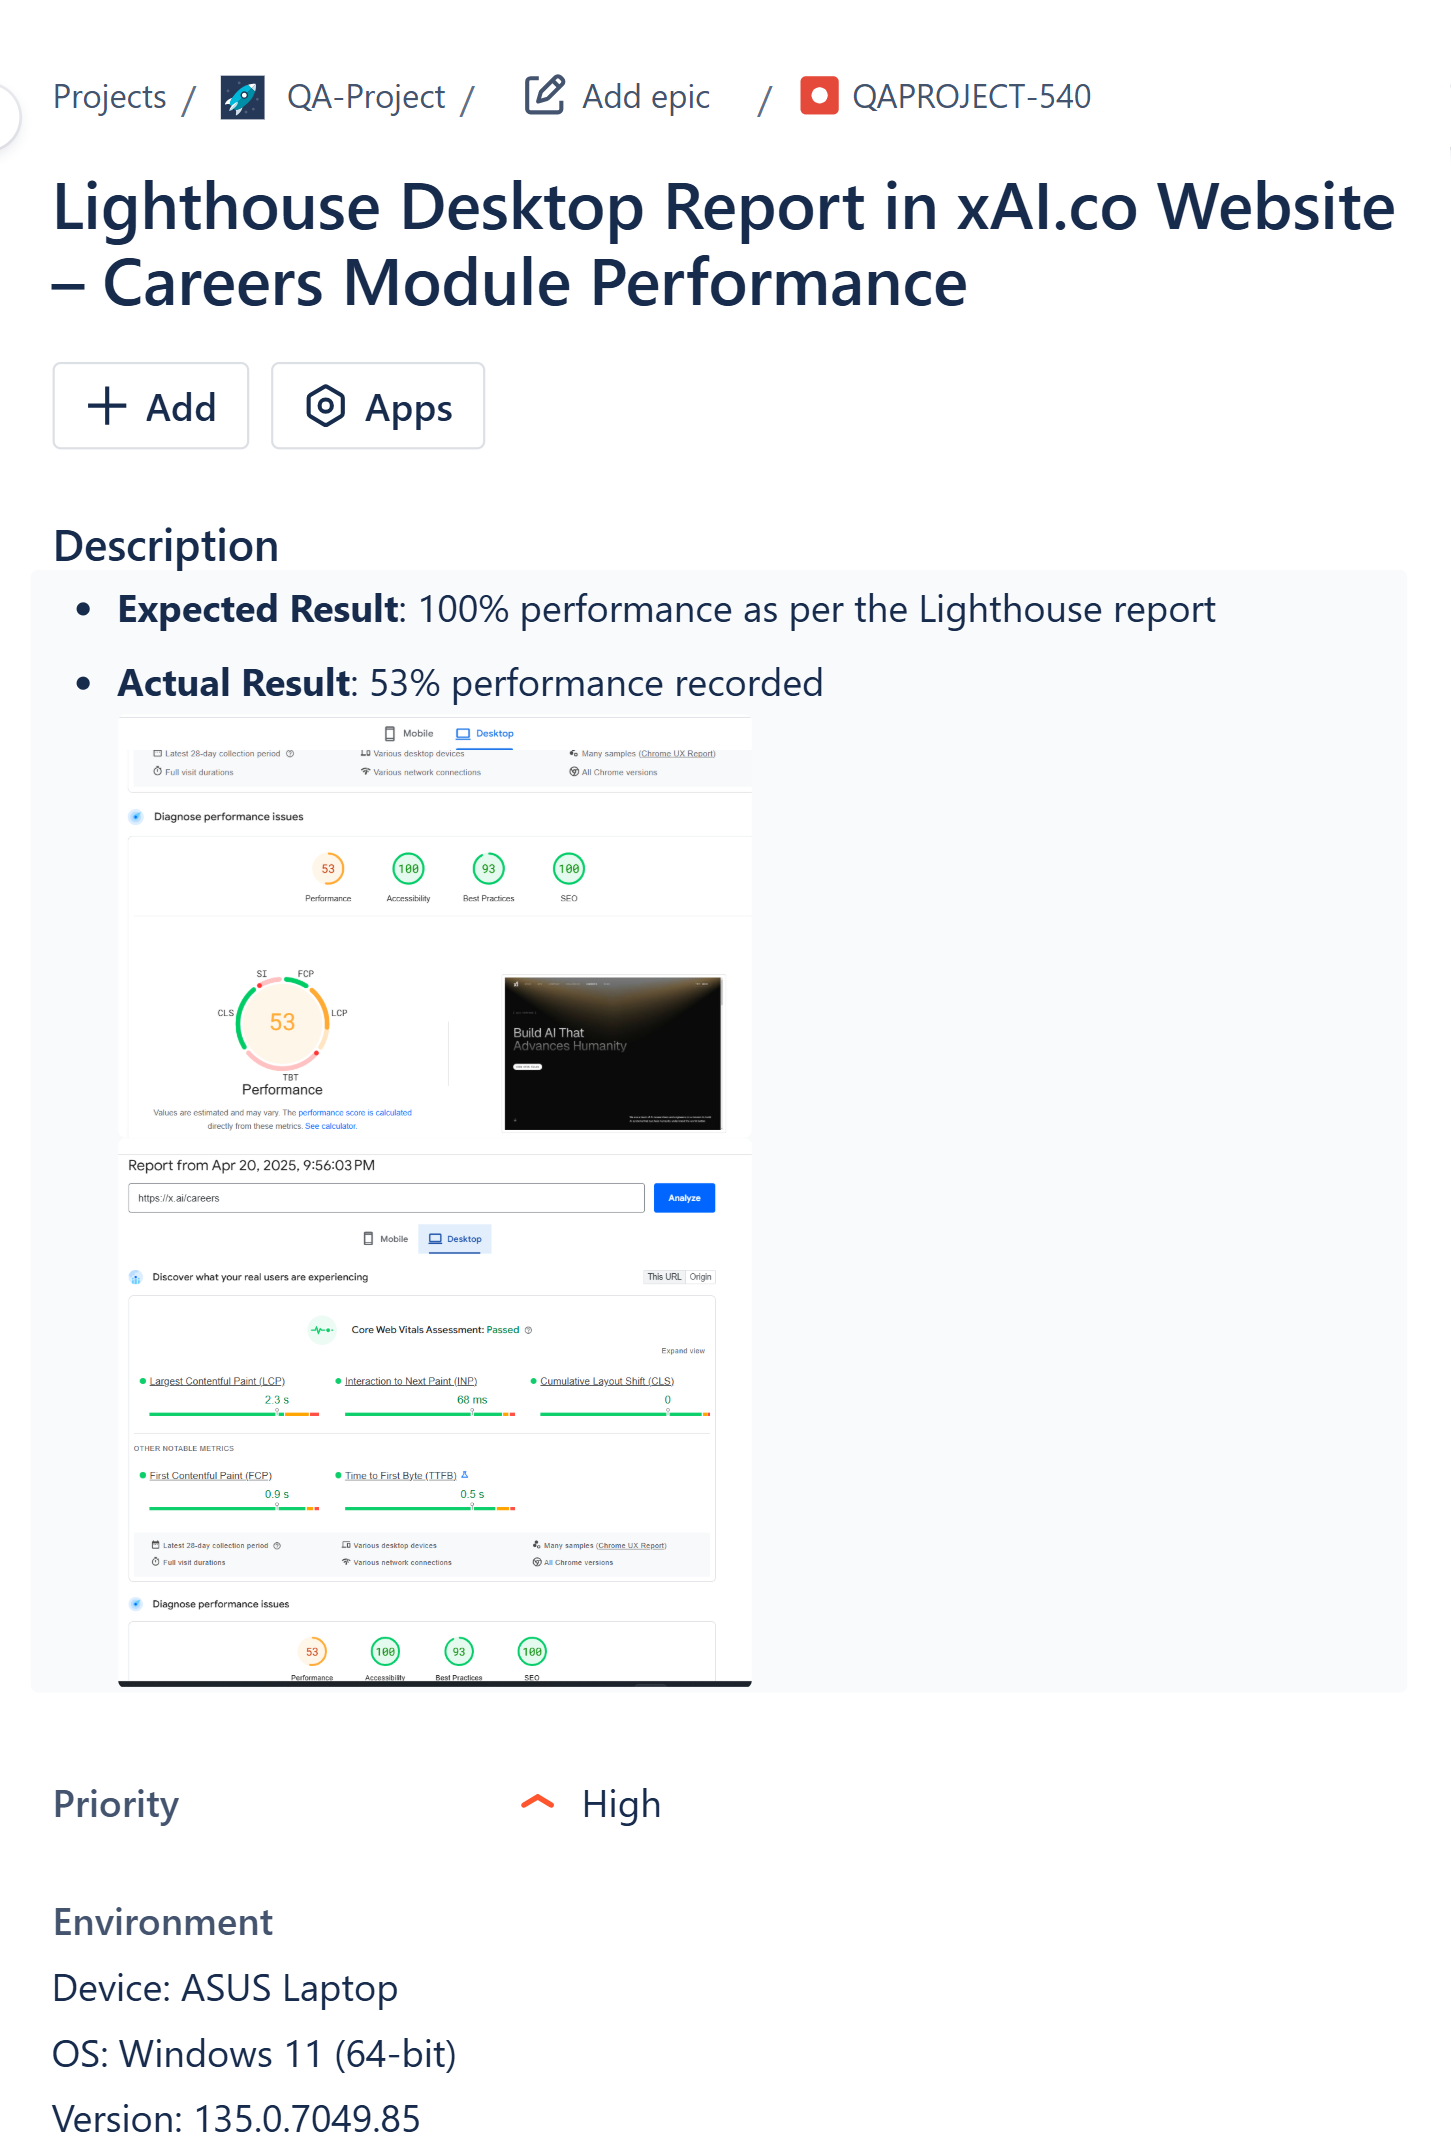 Projects / QA-Project / Add epic / QAPROJECT-540
Lighthouse Desktop Report in xAI.co Website
– Careers Module Performance
Add Apps
Description
• Expected Result: 100% performance as per the Lighthouse report
• Actual Result: 53% performance recorded
Mobile Desktop
Latest 28-day collection period Various desktop devices Many samples (Chrome UX Report)
Full visit durations Various network connections All Chrome versions
Diagnose performance issues
53 100 93 100
Performance Accessibility Best Practices SEO
SI FCP
CLS LCP
53
TBT
Performance
Values are estimated and may vary. The performance score is calculated
directly from these metrics. See calculator.
Build AI That
Advances Humanity
Report from Apr 20, 2025, 9:56:03 PM
https://x.ai/careers Analyze
Mobile Desktop
Discover what your real users are experiencing This URL Origin
Core Web Vitals Assessment: Passed
Expand view
Largest Contentful Paint (LCP) Interaction to Next Paint (INP) Cumulative Layout Shift (CLS)
2.3 s 68 ms 0
OTHER NOTABLE METRICS
First Contentful Paint (FCP) Time to First Byte (TTFB)
0.9 s 0.5 s
Latest 28-day collection period Various desktop devices Many samples (Chrome UX Report)
Full visit durations Various network connections All Chrome versions
Diagnose performance issues
53 100 93 100
Performance Accessibility Best Practices SEO
Priority High
Environment
Device: ASUS Laptop
OS: Windows 11 (64-bit)
Version: 135.0.7049.85